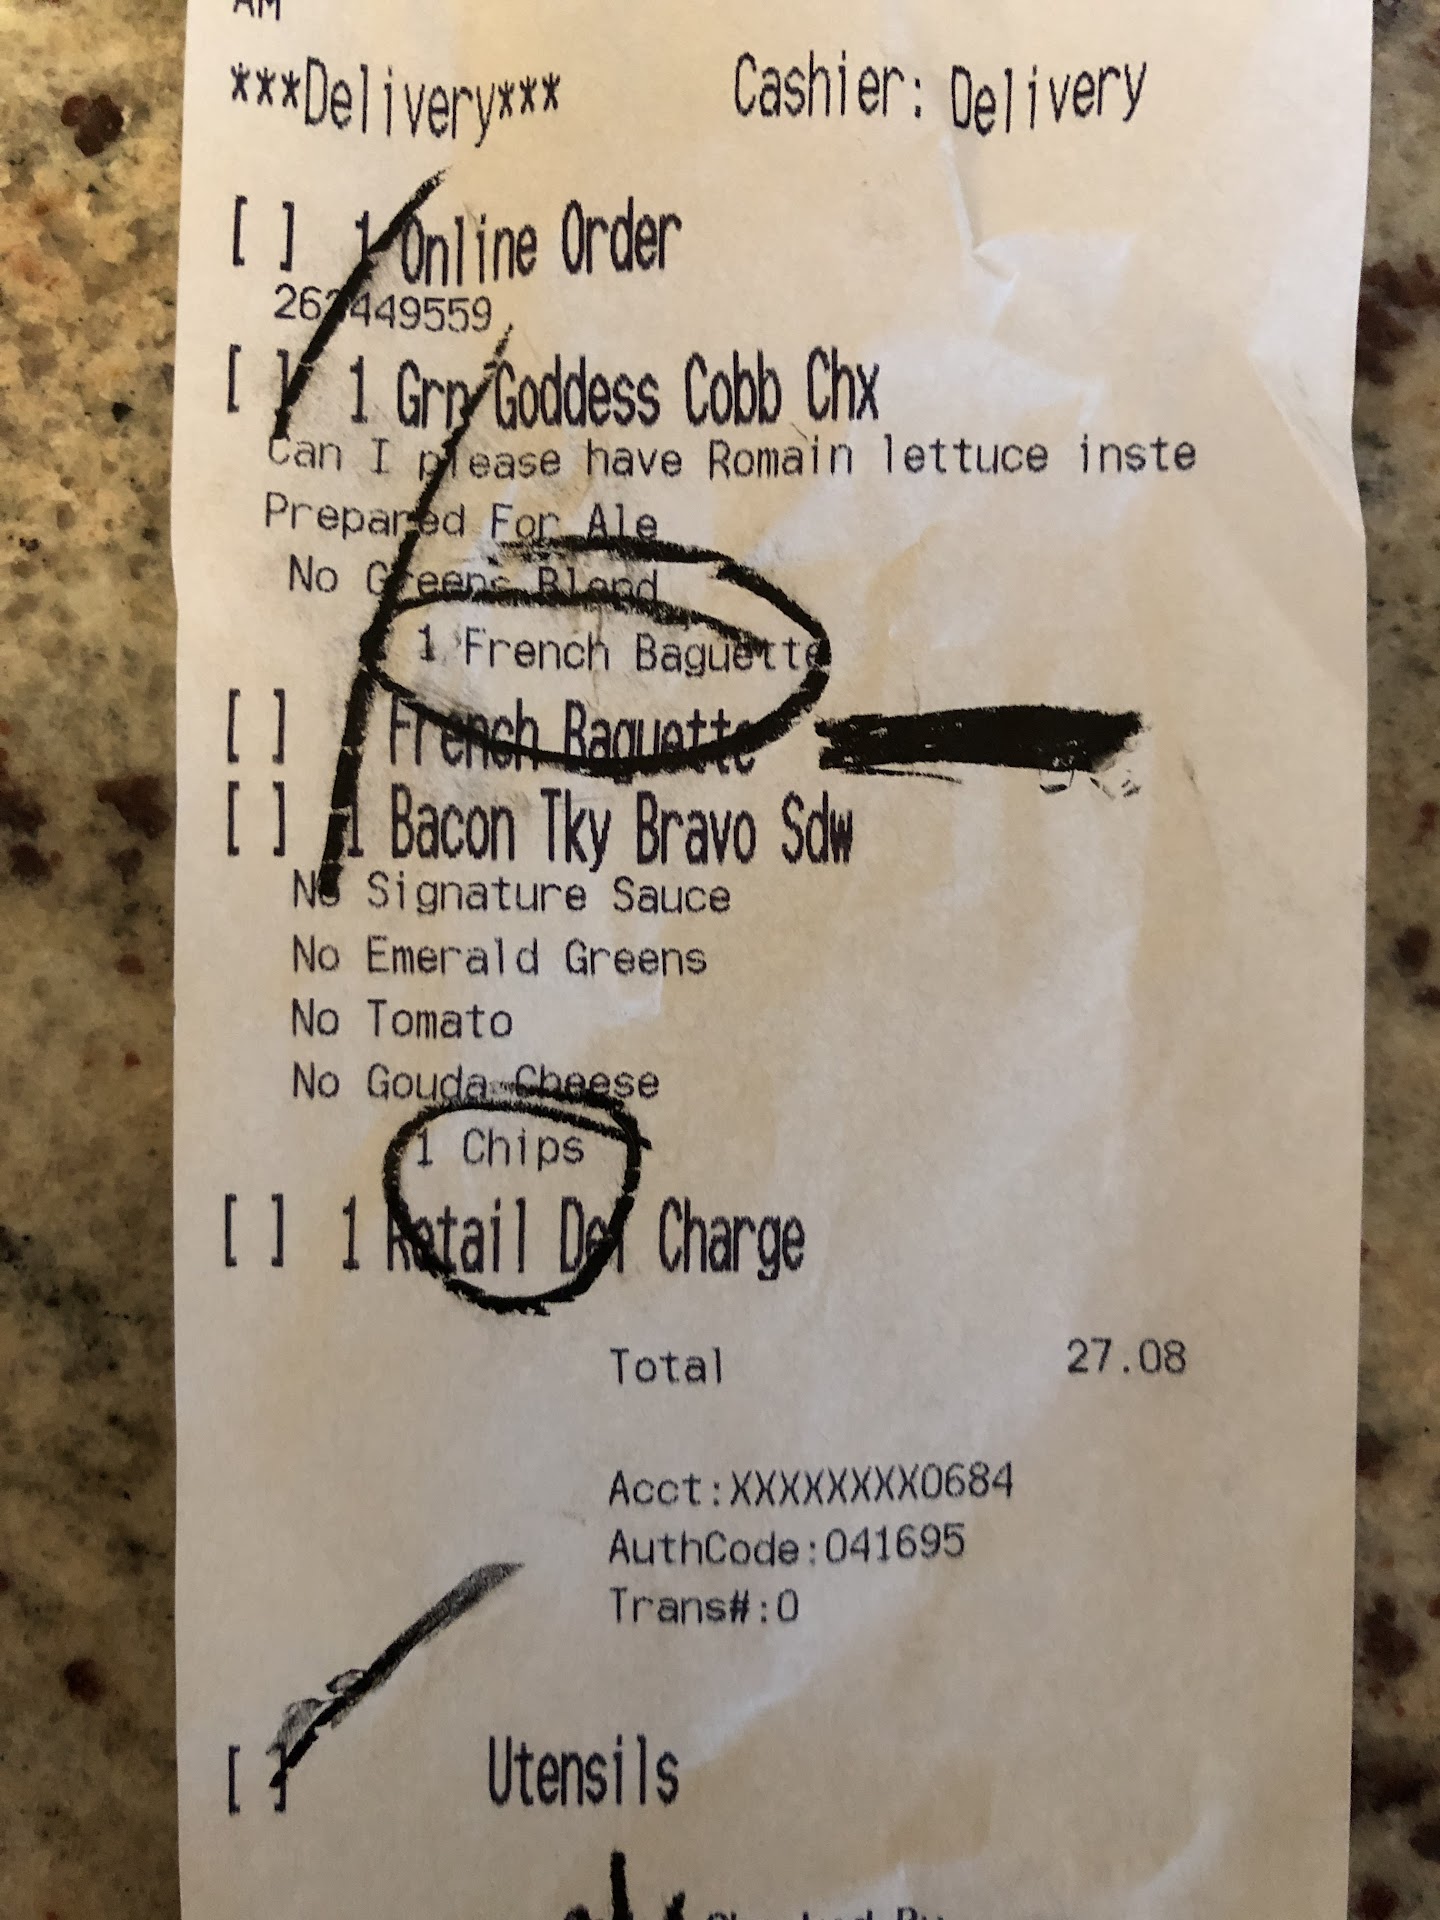 AM
***Delivery*** Cashier: Delivery
[ ] 1 Online Order
262449559
[ ] 1 Grn Goddess Cobb Chx
Can I please have Romain lettuce inste
Prepared For Ale
No Greens Blend
1 French Baguette
[ ] French Baguette
[ ] 1 Bacon Tky Bravo Sdw
No Signature Sauce
No Emerald Greens
No Tomato
No Gouda Cheese
1 Chips
[ ] 1 Retail Del Charge
Total 27.08
Acct:XXXXXXXX0684
AuthCode:041695
Trans#:0
[ ] Utensils